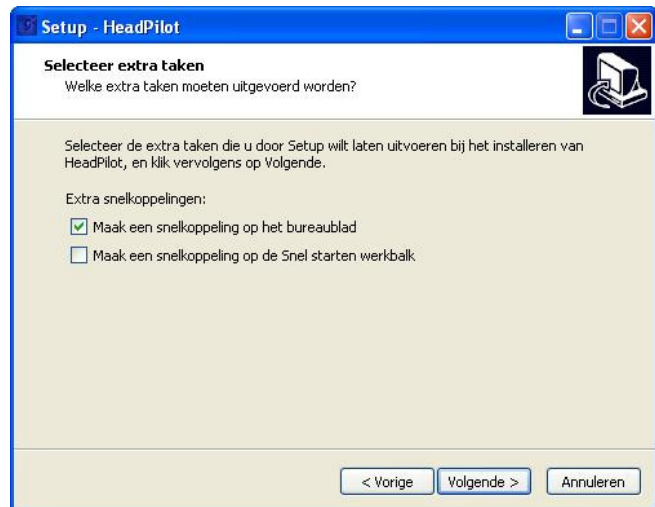 Setup - HeadPilot
Selecteer extra taken
Welke extra taken moeten uitgevoerd worden?
Selecteer de extra taken die u door Setup wilt laten uitvoeren bij het installeren van
HeadPilot, en klik vervolgens op Volgende.
Extra snelkoppelingen:
Maak een snelkoppeling op het bureaublad
Maak een snelkoppeling op de Snel starten werkbalk
< Vorige Volgende > Annuleren